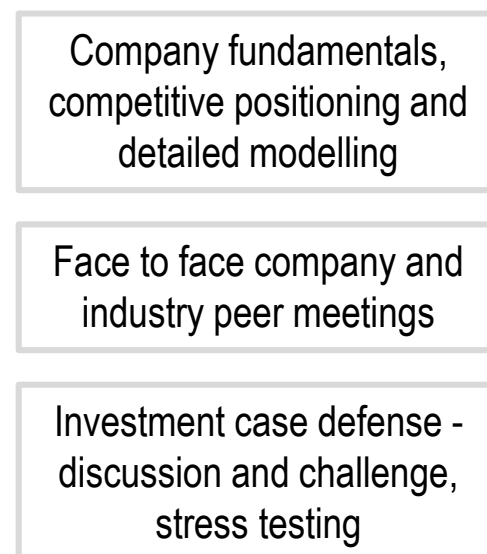 Company fundamentals,
competitive positioning and
detailed modelling
Face to face company and
industry peer meetings
Investment case defense -
discussion and challenge,
stress testing